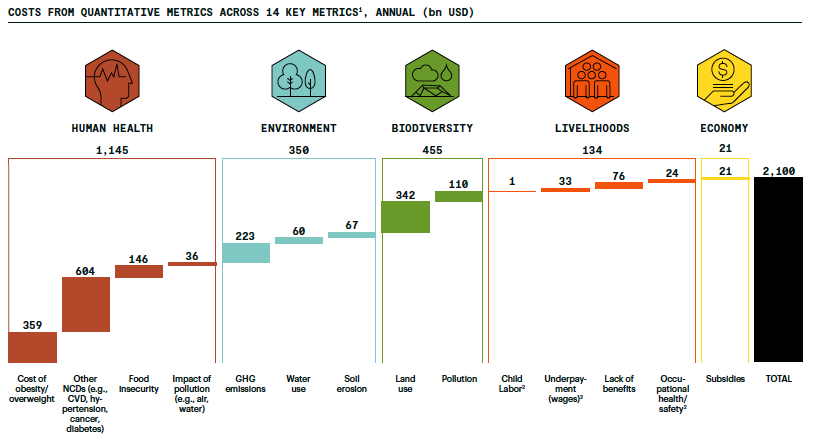 COSTS FROM QUANTITATIVE METRICS ACROSS 14 KEY METRICS¹, ANNUAL (bn USD)
HUMAN HEALTH
ENVIRONMENT
BIODIVERSITY
LIVELIHOODS
ECONOMY
1,145
350
455
134
21
359
604
146
36
223
60
67
342
110
1
33
76
24
21
2,100
Cost of
obesity/
overweight
Other
NCDs (e.g.,
CVD, hy-
pertension,
cancer,
diabetes)
Food
insecurity
Impact of
pollution
(e.g., air,
water)
GHG
emissions
Water
use
Soil
erosion
Land
use
Pollution
Child
Labor²
Underpay-
ment
(wages)²
Lack of
benefits
Occu-
pational
health/
safety²
Subsidies
TOTAL